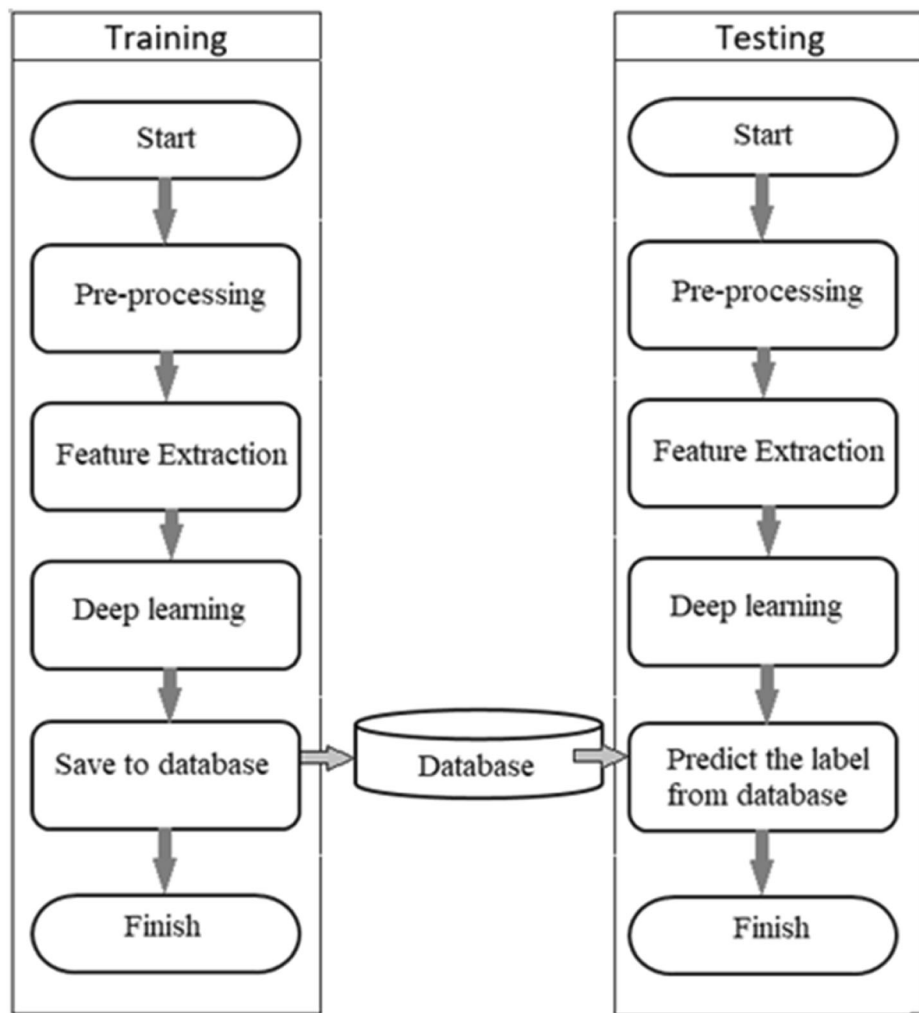 Training
Start
Pre-processing
Feature Extraction
Deep learning
Save to database
Finish
Database
Testing
Start
Pre-processing
Feature Extraction
Deep learning
Predict the label
from database
Finish